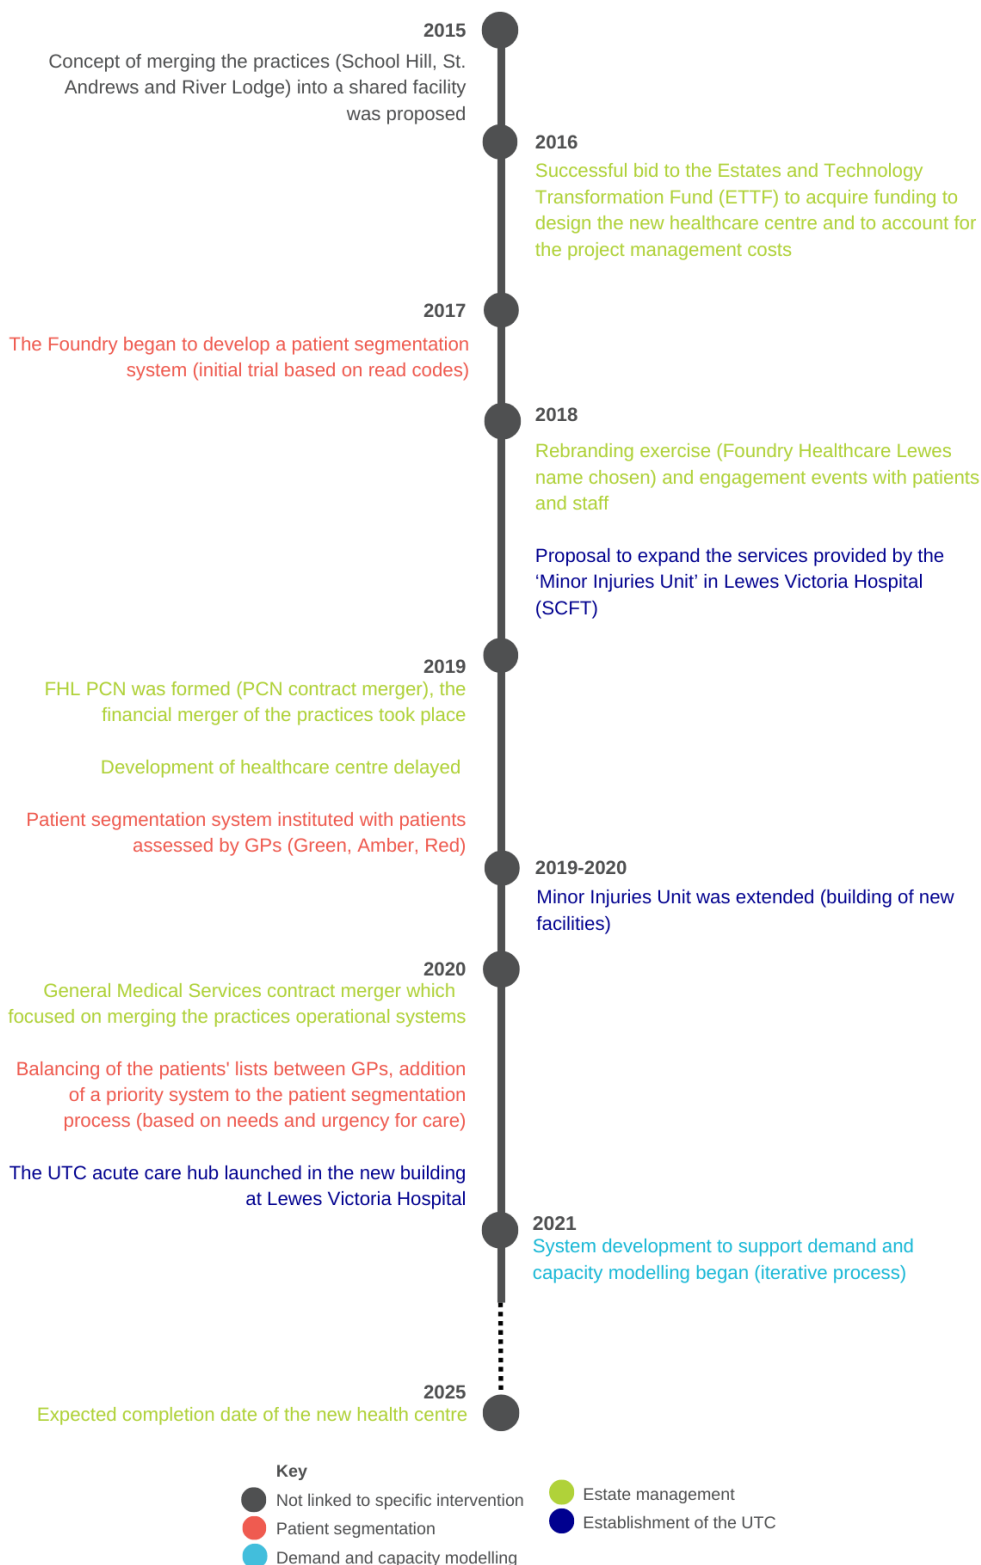 2015
Concept of merging the practices (School Hill, St.
Andrews and River Lodge) into a shared facility
was proposed
2016
Successful bid to the Estates and Technology
Transformation Fund (ETTF) to acquire funding to
design the new healthcare centre and to account for
the project management costs
2017
The Foundry began to develop a patient segmentation
system (initial trial based on read codes)
2018
Rebranding exercise (Foundry Healthcare Lewes
name chosen) and engagement events with patients
and staff
Proposal to expand the services provided by the
‘Minor Injuries Unit’ in Lewes Victoria Hospital
(SCFT)
2019
FHL PCN was formed (PCN contract merger), the
financial merger of the practices took place
Development of healthcare centre delayed
Patient segmentation system instituted with patients
assessed by GPs (Green, Amber, Red)
2019-2020
Minor Injuries Unit was extended (building of new
facilities)
2020
General Medical Services contract merger which
focused on merging the practices operational systems
Balancing of the patients' lists between GPs, addition
of a priority system to the patient segmentation
process (based on needs and urgency for care)
The UTC acute care hub launched in the new building
at Lewes Victoria Hospital
2021
System development to support demand and
capacity modelling began (iterative process)
2025
Expected completion date of the new health centre
Key
Not linked to specific intervention
Patient segmentation
Demand and capacity modelling
Estate management
Establishment of the UTC